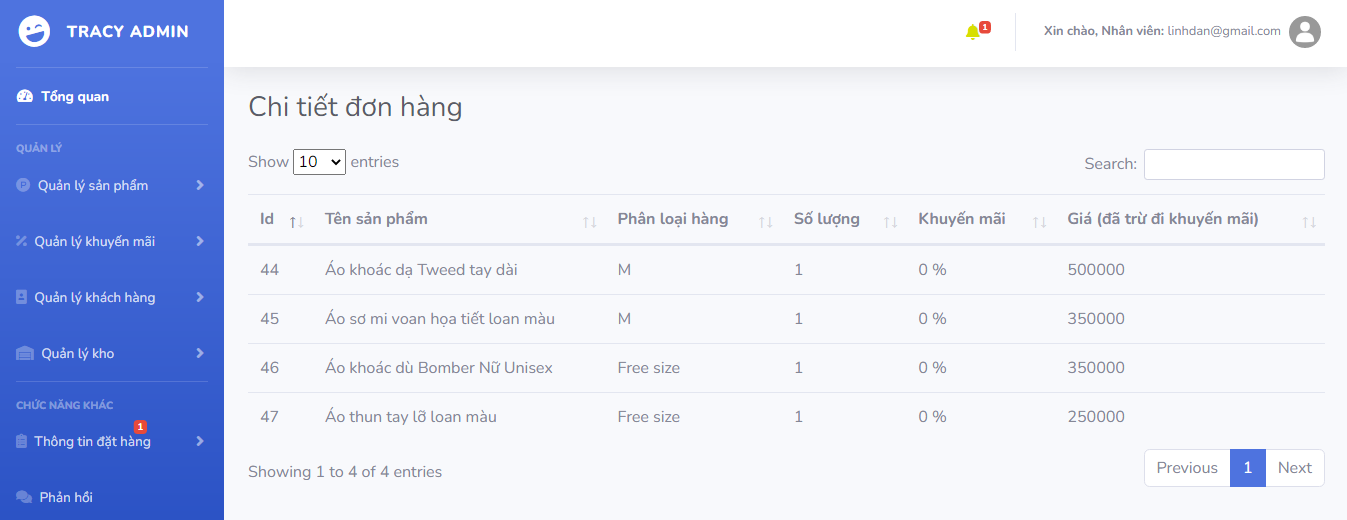 TRACY ADMIN
1
Xin chào, Nhân viên: linhdan@gmail.com
Tổng quan
QUẢN LÝ
Quản lý sản phẩm
Quản lý khuyến mãi
Quản lý khách hàng
Quản lý kho
CHỨC NĂNG KHÁC
1
Thông tin đặt hàng
Phản hồi
Chi tiết đơn hàng
Show 10 entries
Search:
Id Tên sản phẩm Phân loại hàng Số lượng Khuyến mãi Giá (đã trừ đi khuyến mãi)
44 Áo khoác dạ Tweed tay dài M 1 0 % 500000
45 Áo sơ mi voan họa tiết loan màu M 1 0 % 350000
46 Áo khoác dù Bomber Nữ Unisex Free size 1 0 % 350000
47 Áo thun tay lỡ loan màu Free size 1 0 % 250000
Showing 1 to 4 of 4 entries
Previous 1 Next